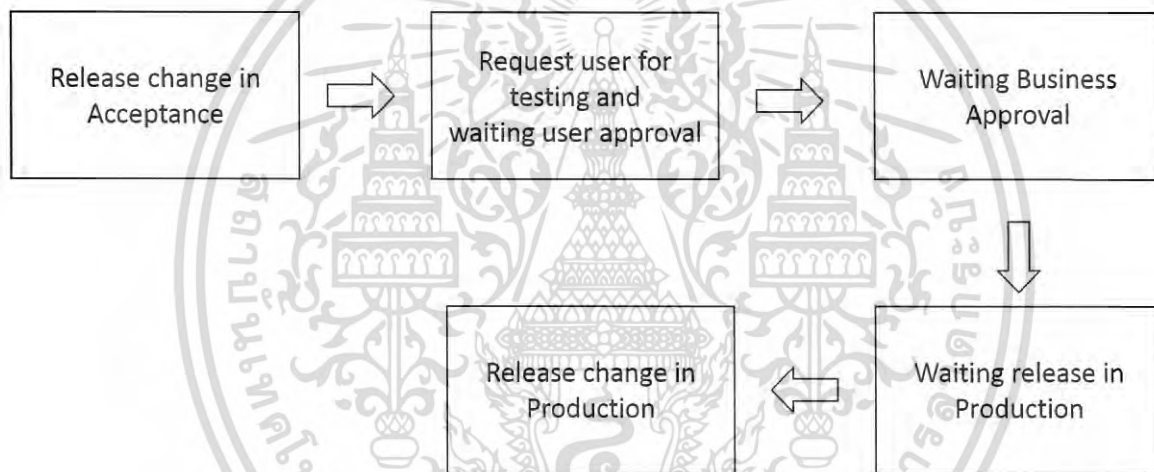 Release change in
Acceptance
Request user for
testing and
waiting user approval
Waiting Business
Approval
Waiting release in
Production
Release change in
Production